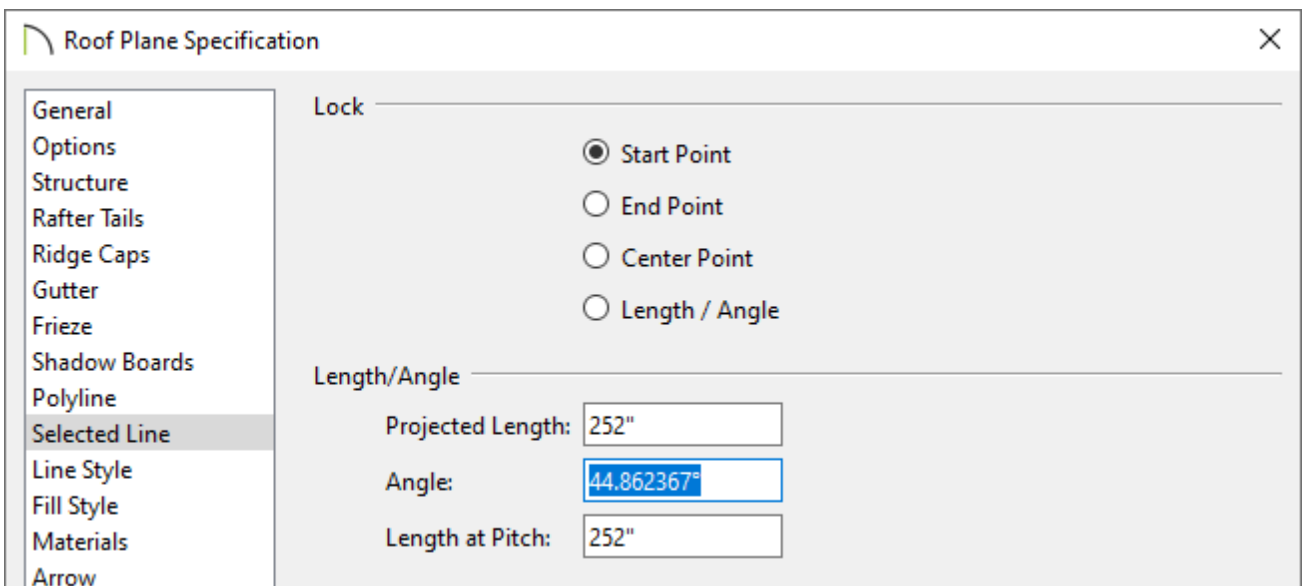 Roof Plane Specification
General
Options
Structure
Rafter Tails
Ridge Caps
Gutter
Frieze
Shadow Boards
Polyline
Selected Line
Line Style
Fill Style
Materials
Arrow
Lock
Start Point
End Point
Center Point
Length / Angle
Length/Angle
Projected Length: 252"
Angle: 44.862367°
Length at Pitch: 252"